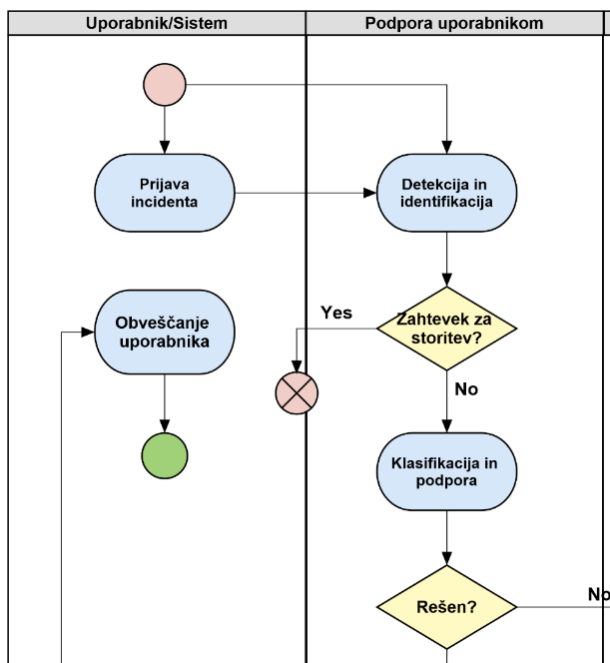 Uporabnik/Sistem
Podpora uporabnikom
Prijava
incidenta
Detekcija in
identifikacija
Obveščanje
uporabnika
Yes
Zahtevek za
storitev?
No
Klasifikacija in
podpora
Rešen?
No